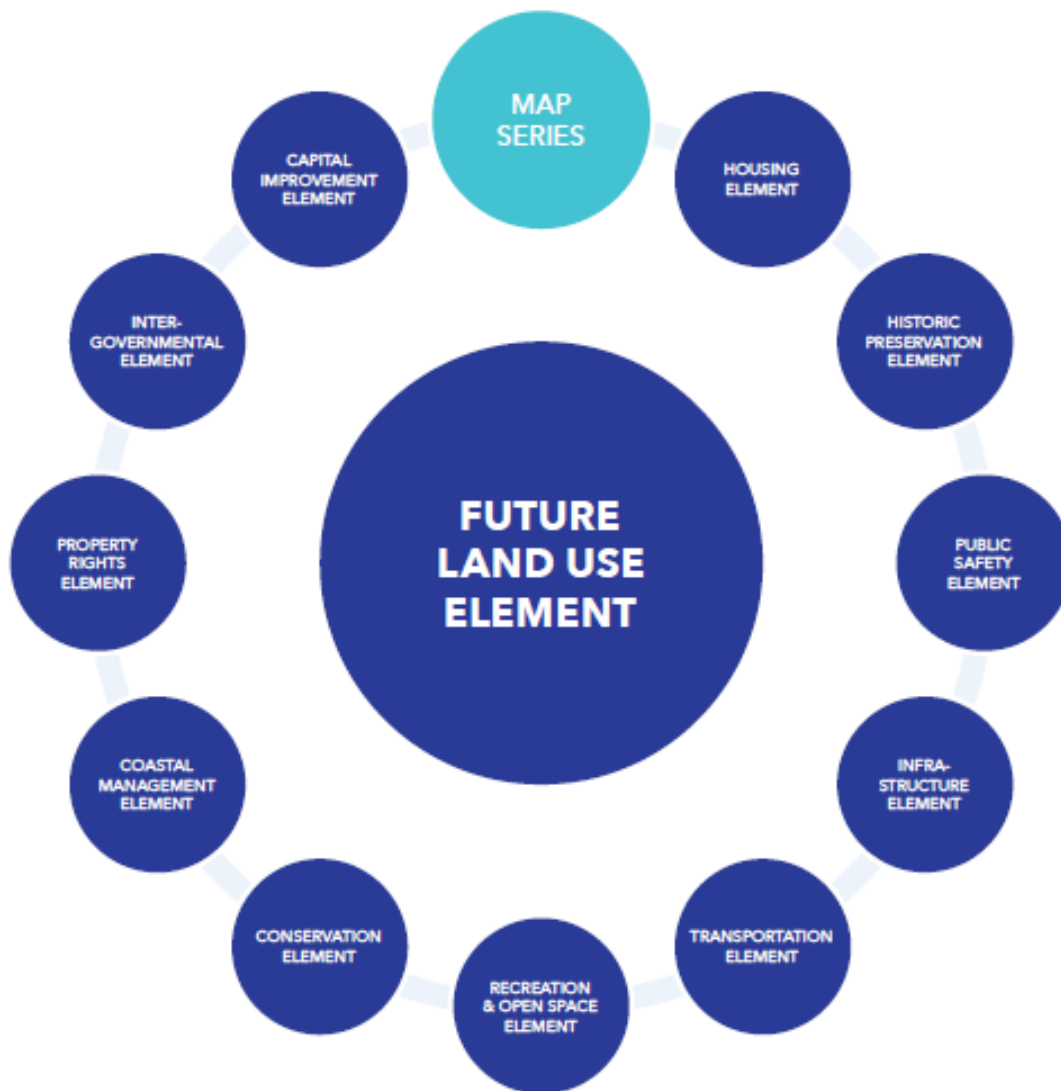 MAP
SERIES
HOUSING
ELEMENT
HISTORIC
PRESERVATION
ELEMENT
PUBLIC
SAFETY
ELEMENT
INFRA-
STRUCTURE
ELEMENT
TRANSPORTATION
ELEMENT
RECREATION
& OPEN SPACE
ELEMENT
CONSERVATION
ELEMENT
COASTAL
MANAGEMENT
ELEMENT
PROPERTY
RIGHTS
ELEMENT
INTER-
GOVERNMENTAL
ELEMENT
CAPITAL
IMPROVEMENT
ELEMENT
FUTURE
LAND USE
ELEMENT